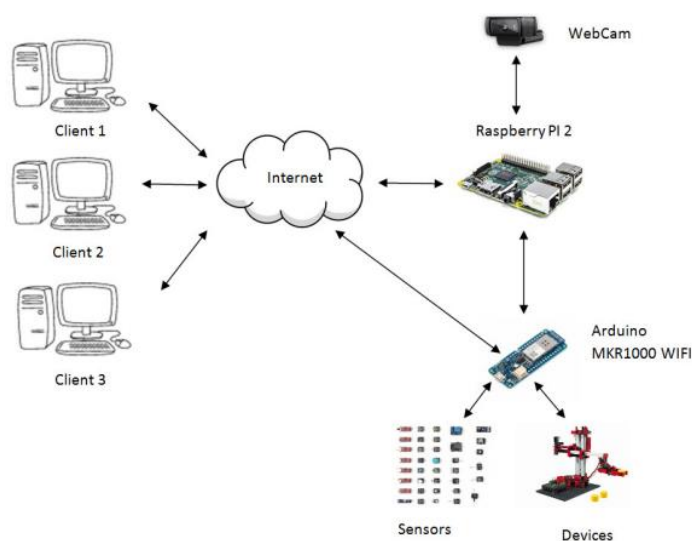 WebCam
Client 1
Raspberry PI 2
Internet
Client 2
Client 3
Arduino
MKR1000 WIFI
Sensors
Devices